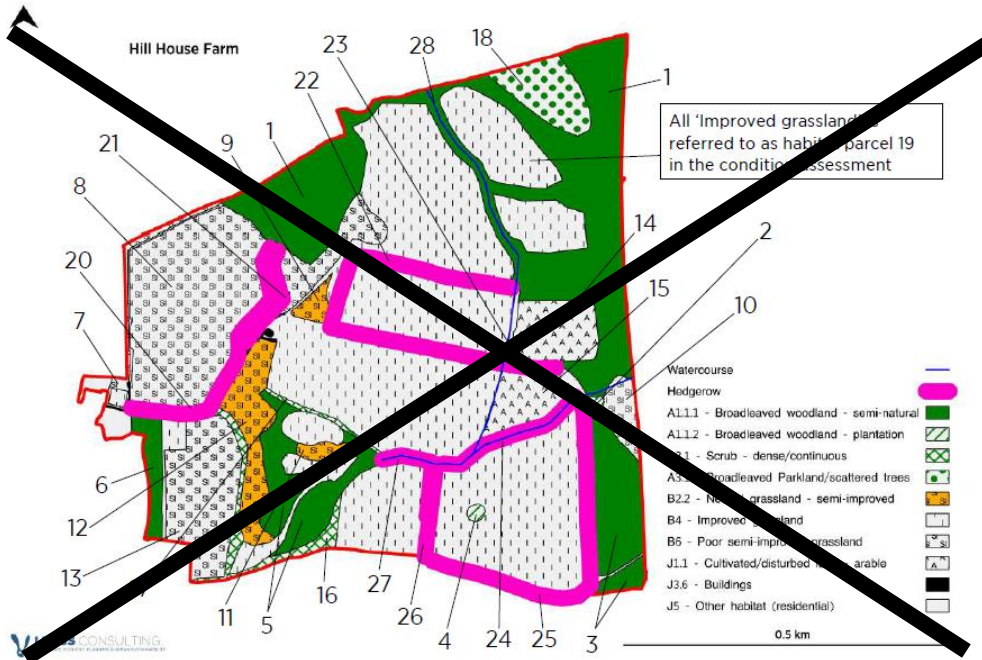 Hill House Farm
23
28
18
22
1
21
9
1
All 'Improved grassland'
referred to as habitat parcel 19
in the condition assessment
8
14
2
20
15
10
7
Watercourse
Hedgerow
A1.1.1 - Broadleaved woodland - semi-natural
A1.1.2 - Broadleaved woodland - plantation
Scrub - dense/continuous
Broadleaved Parkland/scattered trees
B2.2 - grassland - semi-improved
B4 - Improved grassland
B6 - Poor semi-improved grassland
J1.1 - Cultivated/disturbed arable
J3.6 - Buildings
J5 - Other habitat (residential)
6
12
13
11
5
16
27
26
4
24
25
3
0.5 km
CONSULTING